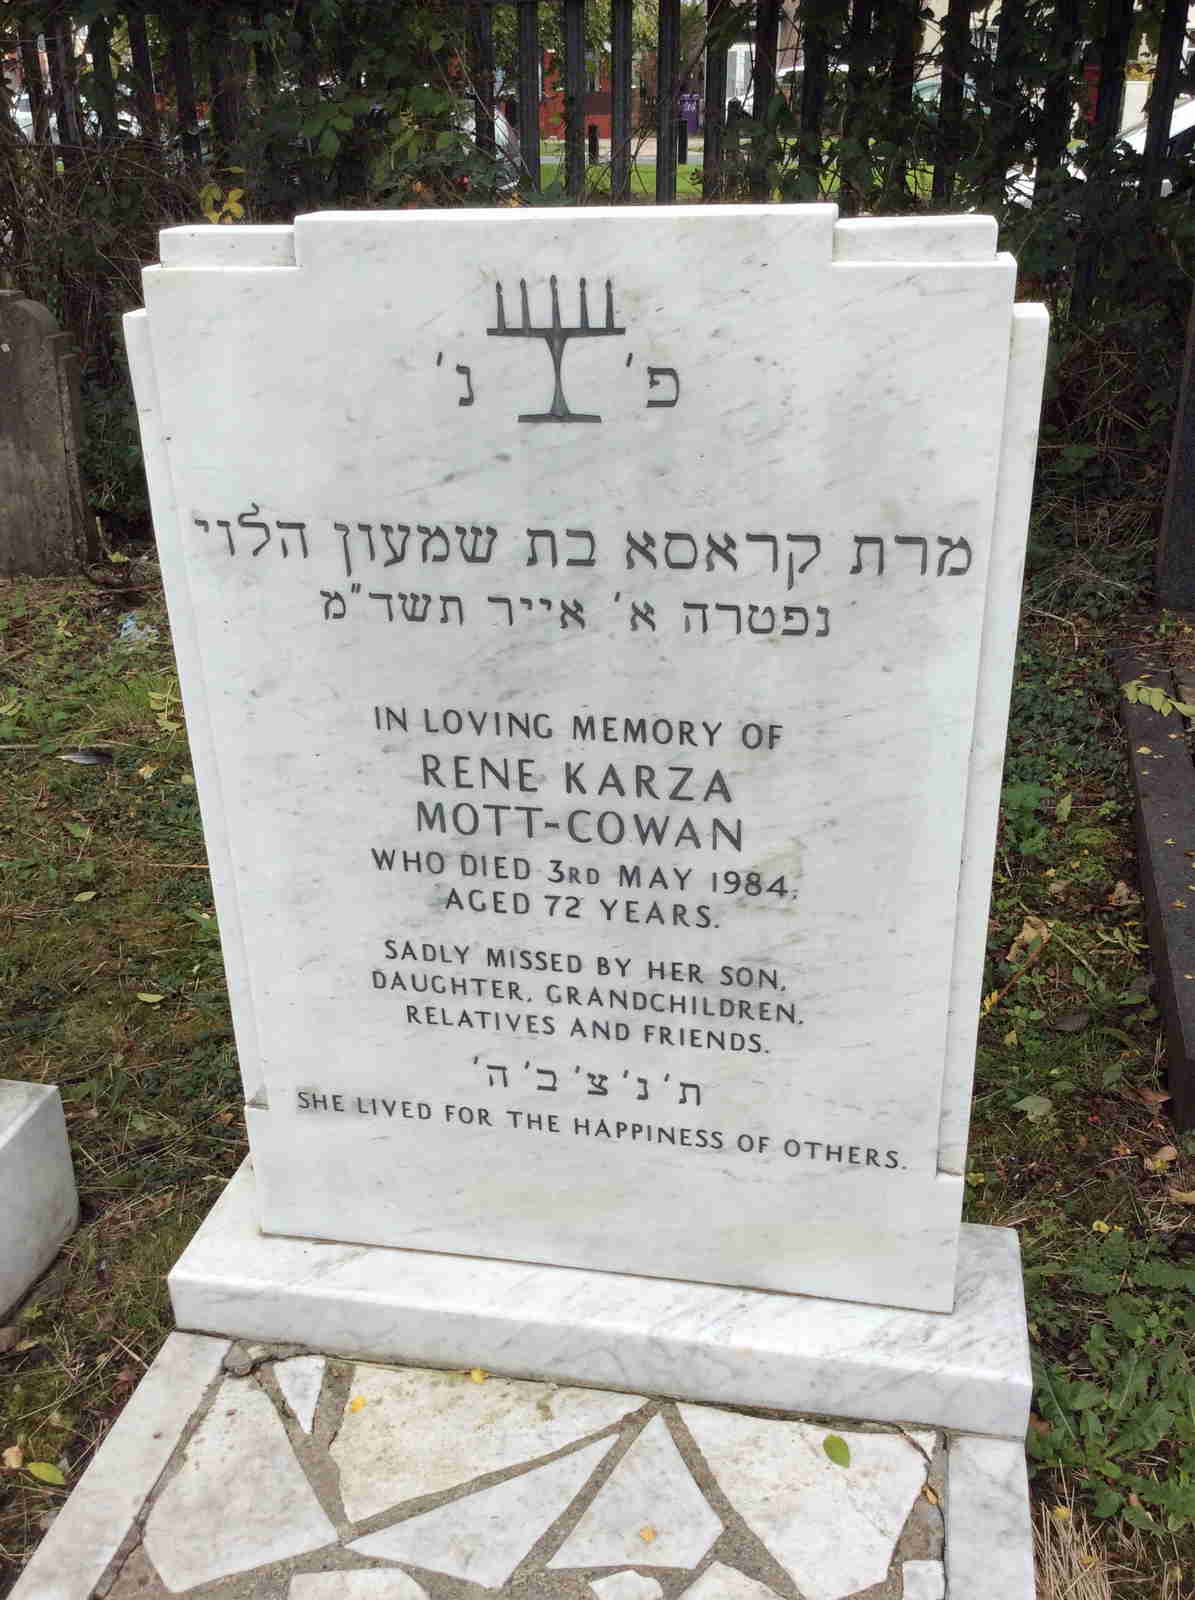 פ' נ'
מרת קראסא בת שמעון הלוי
נפטרה א' אייר תשד"מ
IN LOVING MEMORY OF
RENE KARZA
MOTT-COWAN
WHO DIED 3RD MAY 1984,
AGED 72 YEARS.
SADLY MISSED BY HER SON,
DAUGHTER, GRANDCHILDREN,
RELATIVES AND FRIENDS.
ת' נ' צ' ב' ה'
SHE LIVED FOR THE HAPPINESS OF OTHERS.